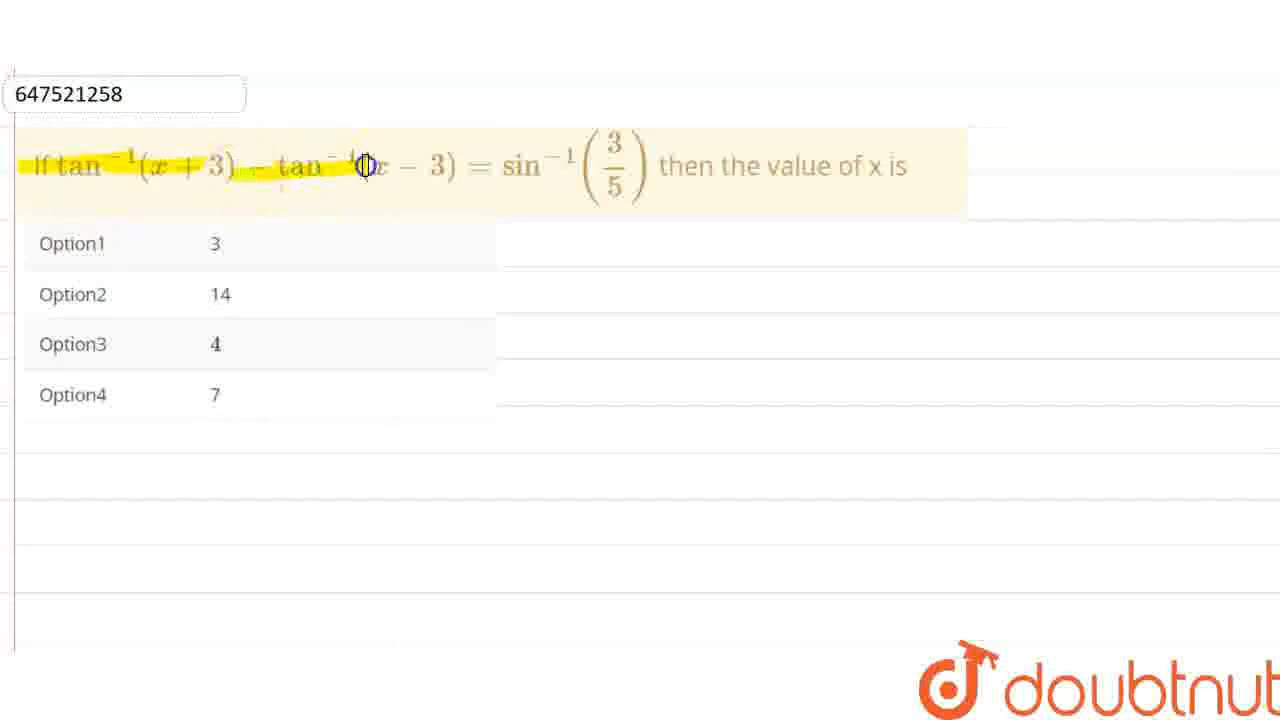 647521258
If tan⁻¹(x + 3) − tan⁻¹(x − 3) = sin⁻¹(3/5) then the value of x is
Option1 3
Option2 14
Option3 4
Option4 7
doubtnut